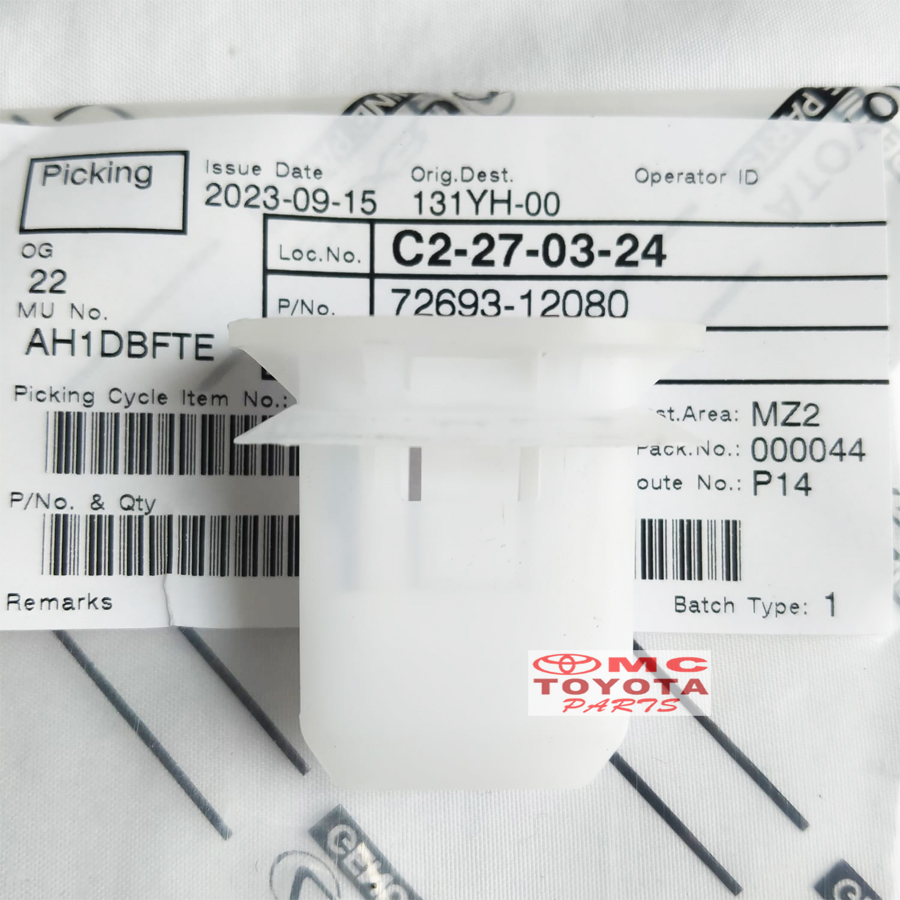 Picking
Issue Date
2023-09-15
Orig.Dest.
131YH-00
Operator ID
OG
22
Loc.No.
C2-27-03-24
P/No.
72693-12080
MU No.
AH1DBFTE
Picking Cycle Item No.:
MZ2
Area:
Pack.No.: 000044
oute No.: P14
P/No. & Qty
Remarks
Batch Type: 1
MC
TOYOTA
PARTS